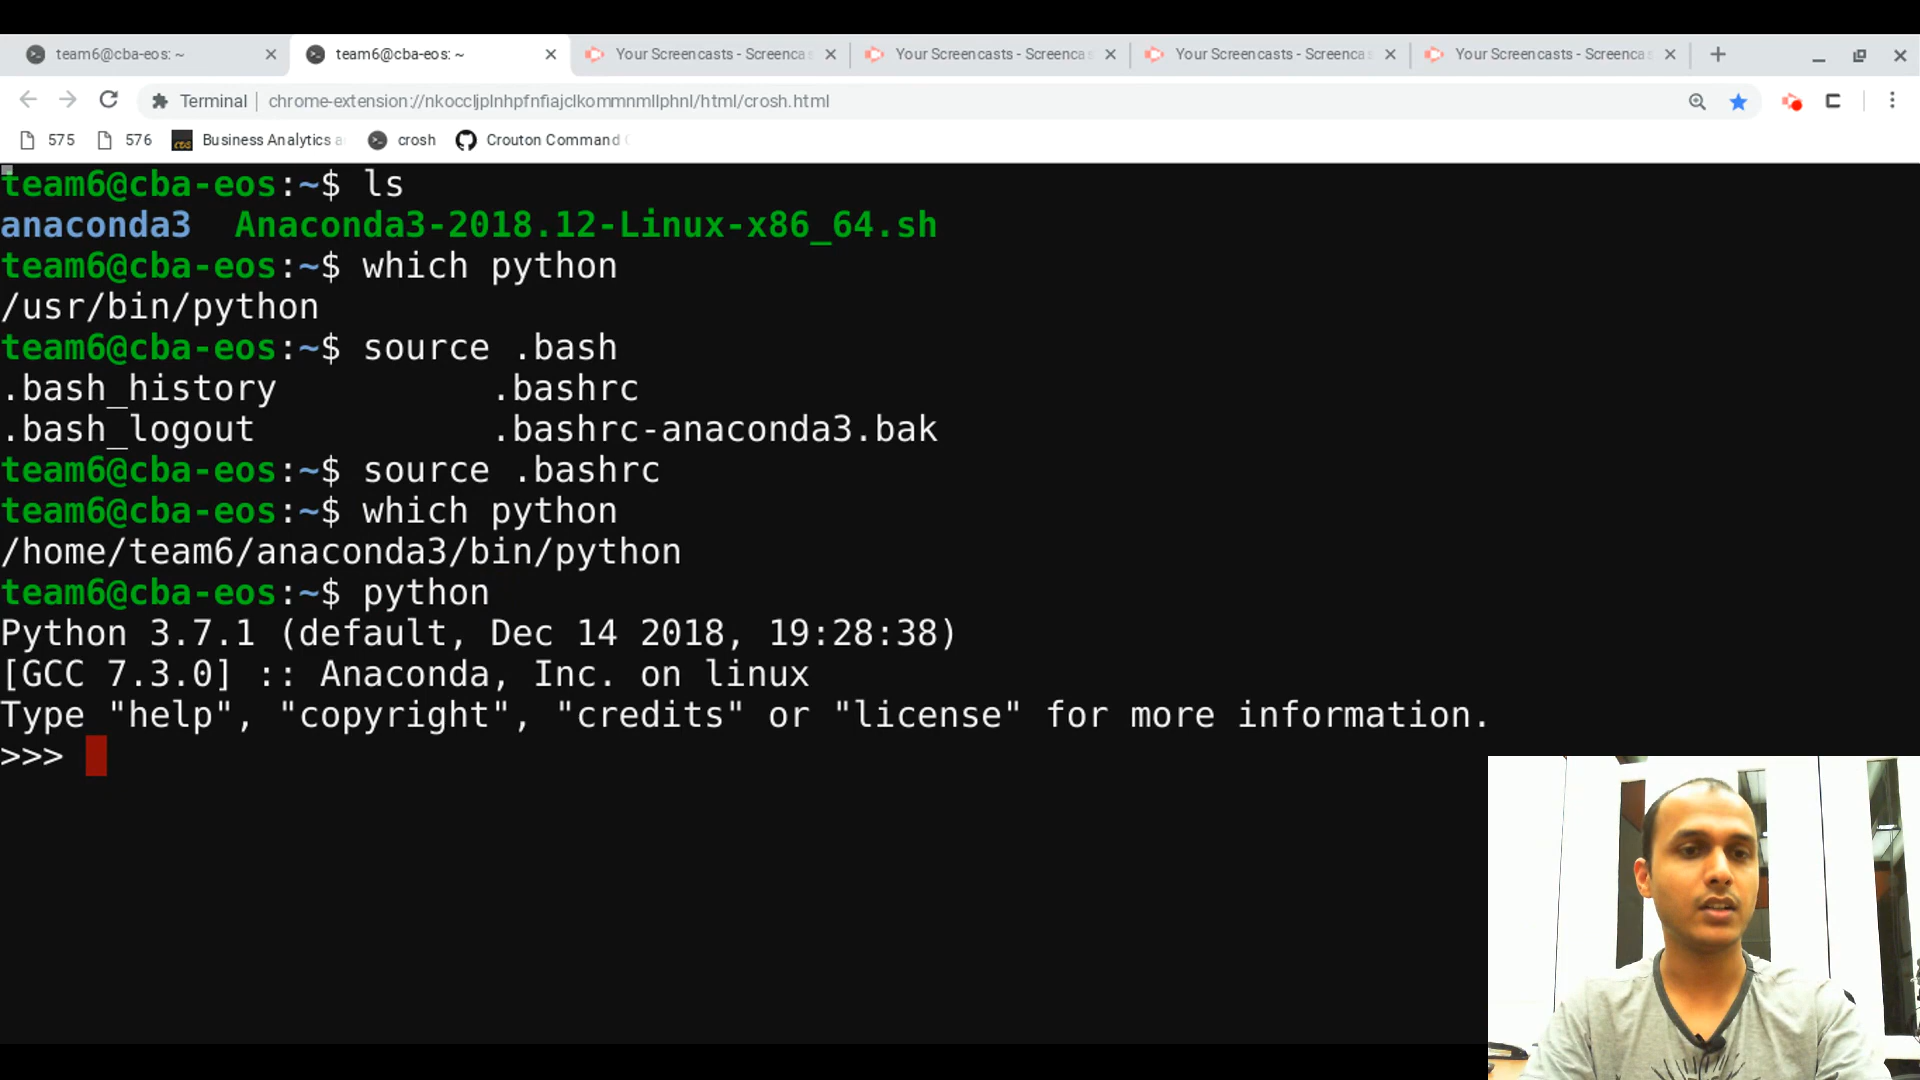 team6@cba-eos: ~
team6@cba-eos: ~
Your Screencasts - Screencas
Your Screencasts - Screencas
Your Screencasts - Screencas
Your Screencasts - Screencas
Terminal
chrome-extension://nkoccljplnhpfnfiajclkommnmllphnl/html/crosh.html
575
576
Business Analytics a
crosh
Crouton Command
team6@cba-eos:~$ ls
anaconda3 Anaconda3-2018.12-Linux-x86_64.sh
team6@cba-eos:~$ which python
/usr/bin/python
team6@cba-eos:~$ source .bash
.bash_history .bashrc
.bash_logout .bashrc-anaconda3.bak
team6@cba-eos:~$ source .bashrc
team6@cba-eos:~$ which python
/home/team6/anaconda3/bin/python
team6@cba-eos:~$ python
Python 3.7.1 (default, Dec 14 2018, 19:28:38)
[GCC 7.3.0] :: Anaconda, Inc. on linux
Type "help", "copyright", "credits" or "license" for more information.
>>>